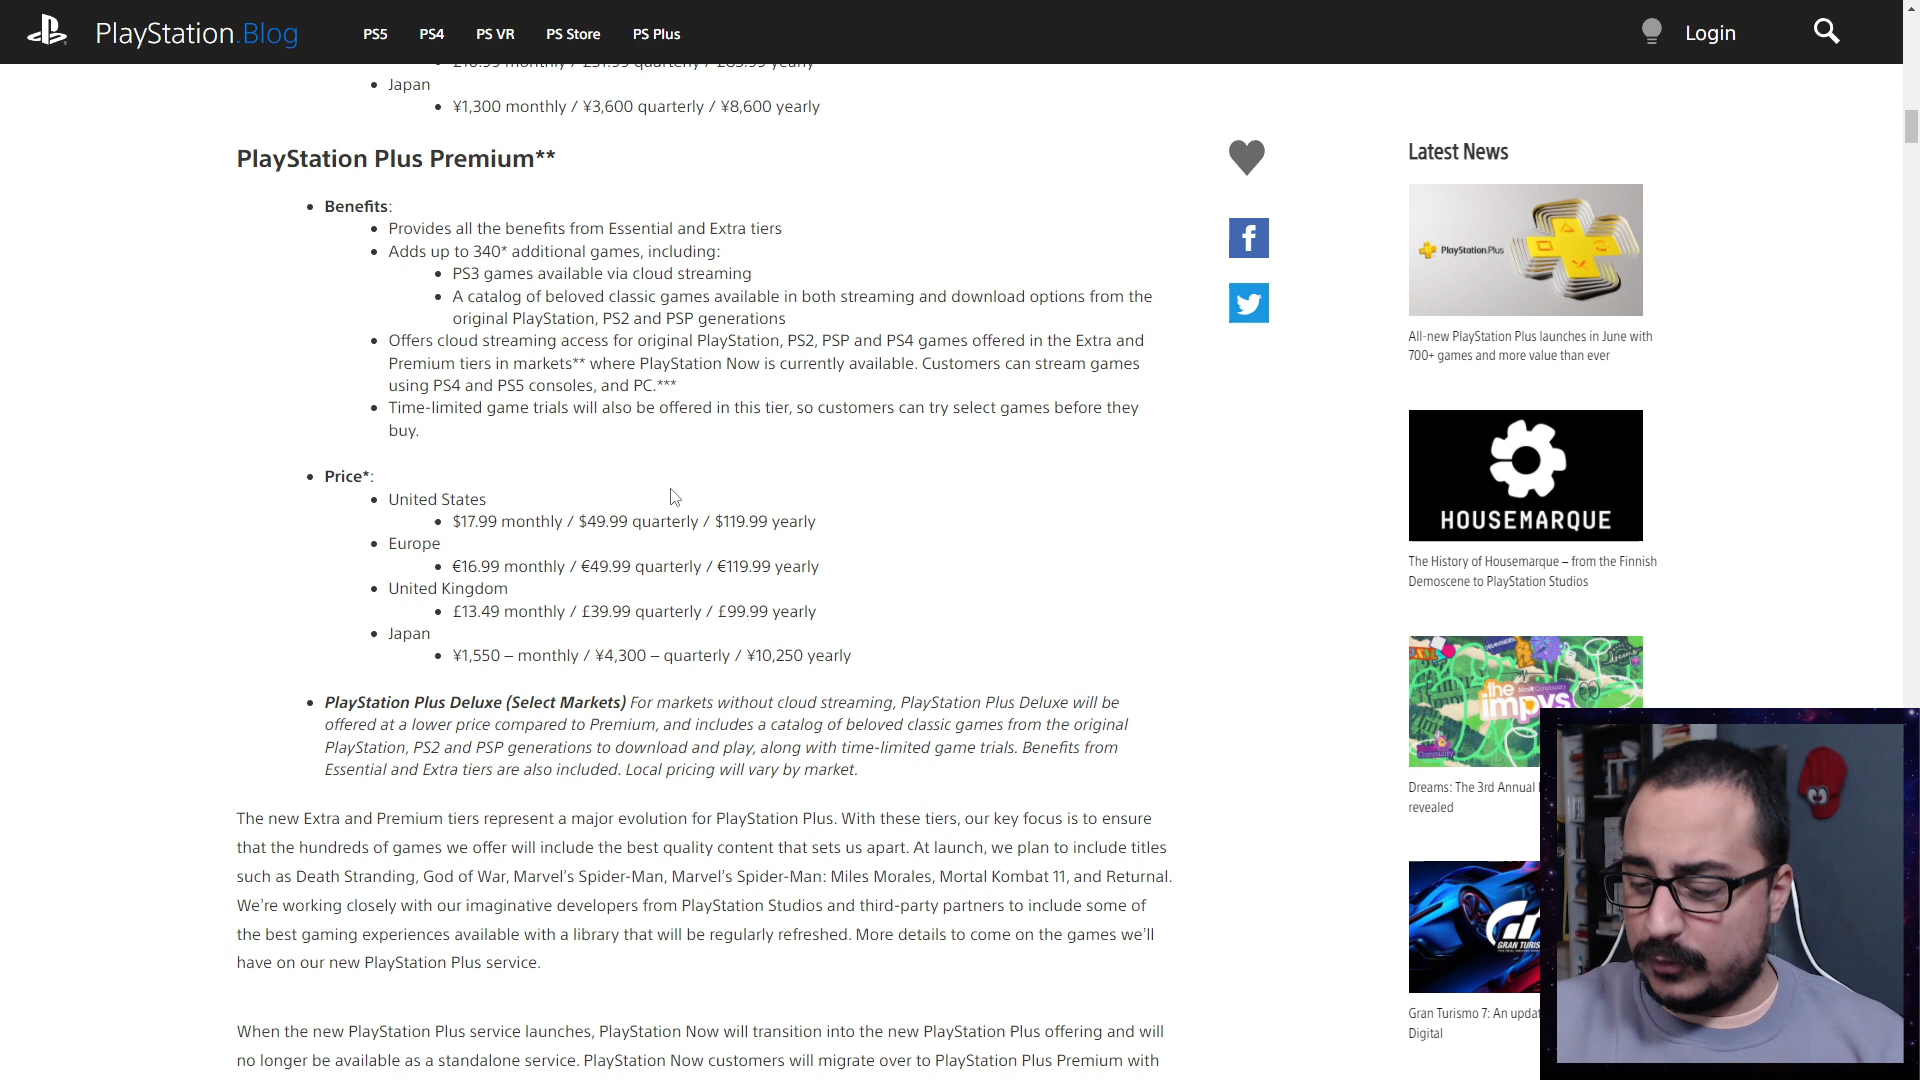 PlayStation.Blog
PS5
PS4
PS VR
PS Store
PS Plus
Login
£10.99 monthly / £31.99 quarterly / £83.99 yearly
Japan
¥1,300 monthly / ¥3,600 quarterly / ¥8,600 yearly
PlayStation Plus Premium**
Benefits:
Provides all the benefits from Essential and Extra tiers
Adds up to 340* additional games, including:
PS3 games available via cloud streaming
A catalog of beloved classic games available in both streaming and download options from the
original PlayStation, PS2 and PSP generations
Offers cloud streaming access for original PlayStation, PS2, PSP and PS4 games offered in the Extra and
Premium tiers in markets** where PlayStation Now is currently available. Customers can stream games
using PS4 and PS5 consoles, and PC.***
Time-limited game trials will also be offered in this tier, so customers can try select games before they
buy.
Price*:
United States
$17.99 monthly / $49.99 quarterly / $119.99 yearly
Europe
€16.99 monthly / €49.99 quarterly / €119.99 yearly
United Kingdom
£13.49 monthly / £39.99 quarterly / £99.99 yearly
Japan
¥1,550 – monthly / ¥4,300 – quarterly / ¥10,250 yearly
PlayStation Plus Deluxe (Select Markets) For markets without cloud streaming, PlayStation Plus Deluxe will be
offered at a lower price compared to Premium, and includes a catalog of beloved classic games from the original
PlayStation, PS2 and PSP generations to download and play, along with time-limited game trials. Benefits from
Essential and Extra tiers are also included. Local pricing will vary by market.
The new Extra and Premium tiers represent a major evolution for PlayStation Plus. With these tiers, our key focus is to ensure
that the hundreds of games we offer will include the best quality content that sets us apart. At launch, we plan to include titles
such as Death Stranding, God of War, Marvel’s Spider-Man, Marvel’s Spider-Man: Miles Morales, Mortal Kombat 11, and Returnal.
We’re working closely with our imaginative developers from PlayStation Studios and third-party partners to include some of
the best gaming experiences available with a library that will be regularly refreshed. More details to come on the games we’ll
have on our new PlayStation Plus service.
When the new PlayStation Plus service launches, PlayStation Now will transition into the new PlayStation Plus offering and will
no longer be available as a standalone service. PlayStation Now customers will migrate over to PlayStation Plus Premium with
Latest News
PlayStation.Plus
All-new PlayStation Plus launches in June with
700+ games and more value than ever
HOUSEMARQUE
The History of Housemarque – from the Finnish
Demoscene to PlayStation Studios
the
impys
Dreams: The 3rd Annual
revealed
GRAN TURIS
Gran Turismo 7: An updat
Digital